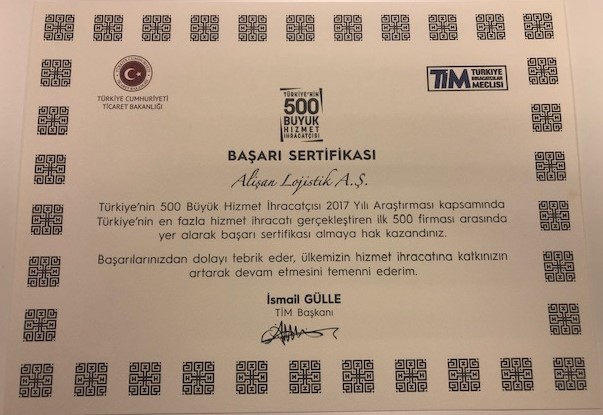 TÜRKİYE CUMHURİYETİ
TİCARET BAKANLIĞI
TÜRKİYE'NİN
500
BÜYÜK
HİZMET
İHRACATÇISI
TİM TÜRKİYE
İHRACATÇILAR
MECLİSİ
BAŞARI SERTİFİKASI
Alişan Lojistik A.Ş.
Türkiye'nin 500 Büyük Hizmet İhracatçısı 2017 Yılı Araştırması kapsamında
Türkiye'nin en fazla hizmet ihracatı gerçekleştiren ilk 500 firması arasında
yer alarak başarı sertifikası almaya hak kazandınız.
Başarılarınızdan dolayı tebrik eder, ülkemizin hizmet ihracatına katkınızın
artarak devam etmesini temenni ederim.
İsmail GÜLLE
TİM Başkanı